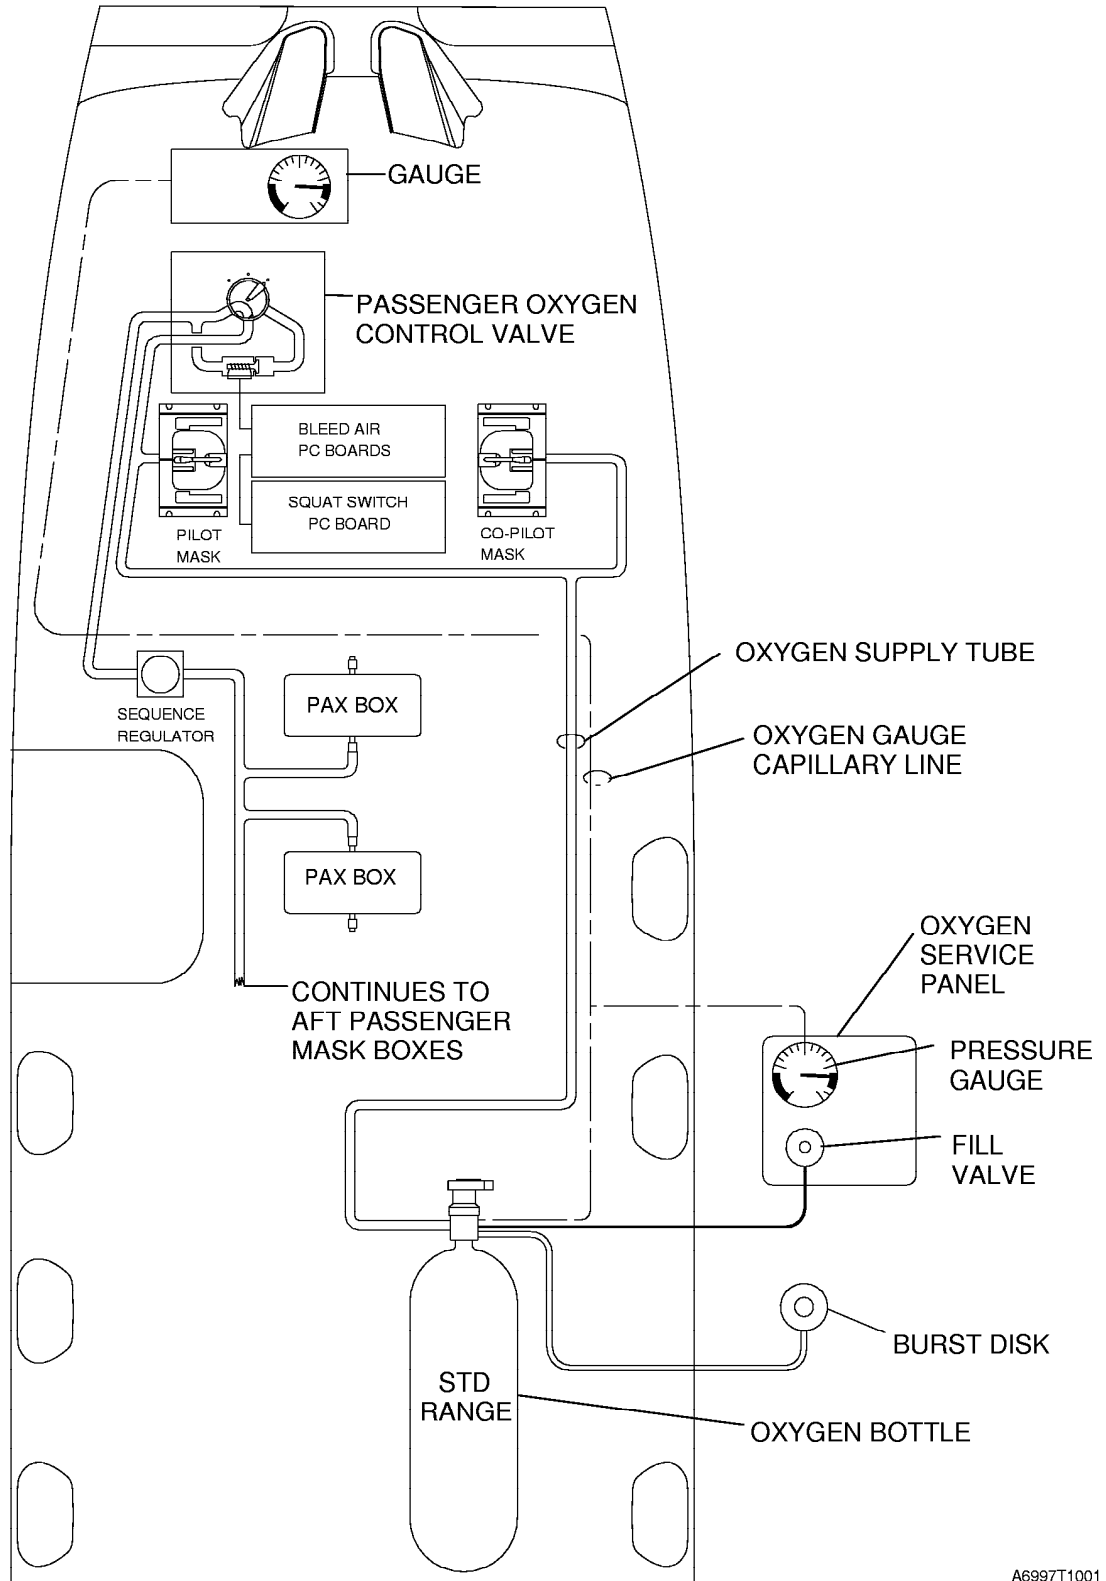 GAUGE
PASSENGER OXYGEN
CONTROL VALVE
BLEED AIR
PC BOARDS
SQUAT SWITCH
PC BOARD
PILOT
MASK
CO-PILOT
MASK
OXYGEN SUPPLY TUBE
SEQUENCE
REGULATOR
PAX BOX
OXYGEN GAUGE
CAPILLARY LINE
PAX BOX
OXYGEN
SERVICE
PANEL
CONTINUES TO
AFT PASSENGER
MASK BOXES
PRESSURE
GAUGE
FILL
VALVE
BURST DISK
STD
RANGE
OXYGEN BOTTLE
A6997T1001